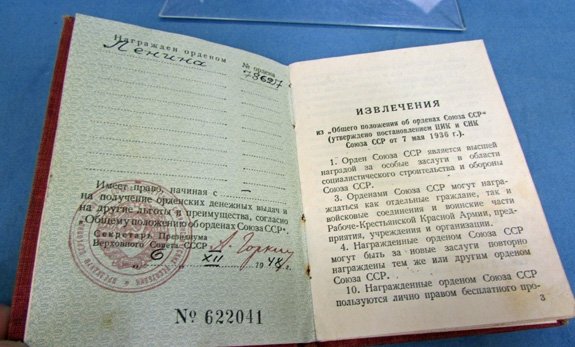 Награжден орденом
№ ордена
Ленина
Имеет право, начиная с
на получение орденских денежных выдач и
на другие льготы и преимущества, согласно
„Общему положению об орденах Союза ССР“.
Секретарь Президиума
Верховного Совета СССР
А. Горкин
6 XII 194 г.
№ 622041
ИЗВЛЕЧЕНИЯ
из „Общего положения об орденах Союза ССР“
(утверждено постановлением ЦИК и СНК
Союза ССР от 7 мая 1936 г.).
1. Орден Союза ССР является высшей
наградой за особые заслуги в области
социалистического строительства и обороны
Союза ССР.
3. Орденами Союза ССР могут награ-
ждаться как отдельные граждане, так и
войсковые соединения и воинские части
Рабоче-Крестьянской Красной Армии, пред-
приятия, учреждения и организации.
4. Награжденные орденом Союза ССР
могут быть за новые заслуги повторно
награждены тем же или другим орденом
Союза ССР.
10. Награжденные орденом Союза ССР
пользуются лично правом бесплатного про-
3